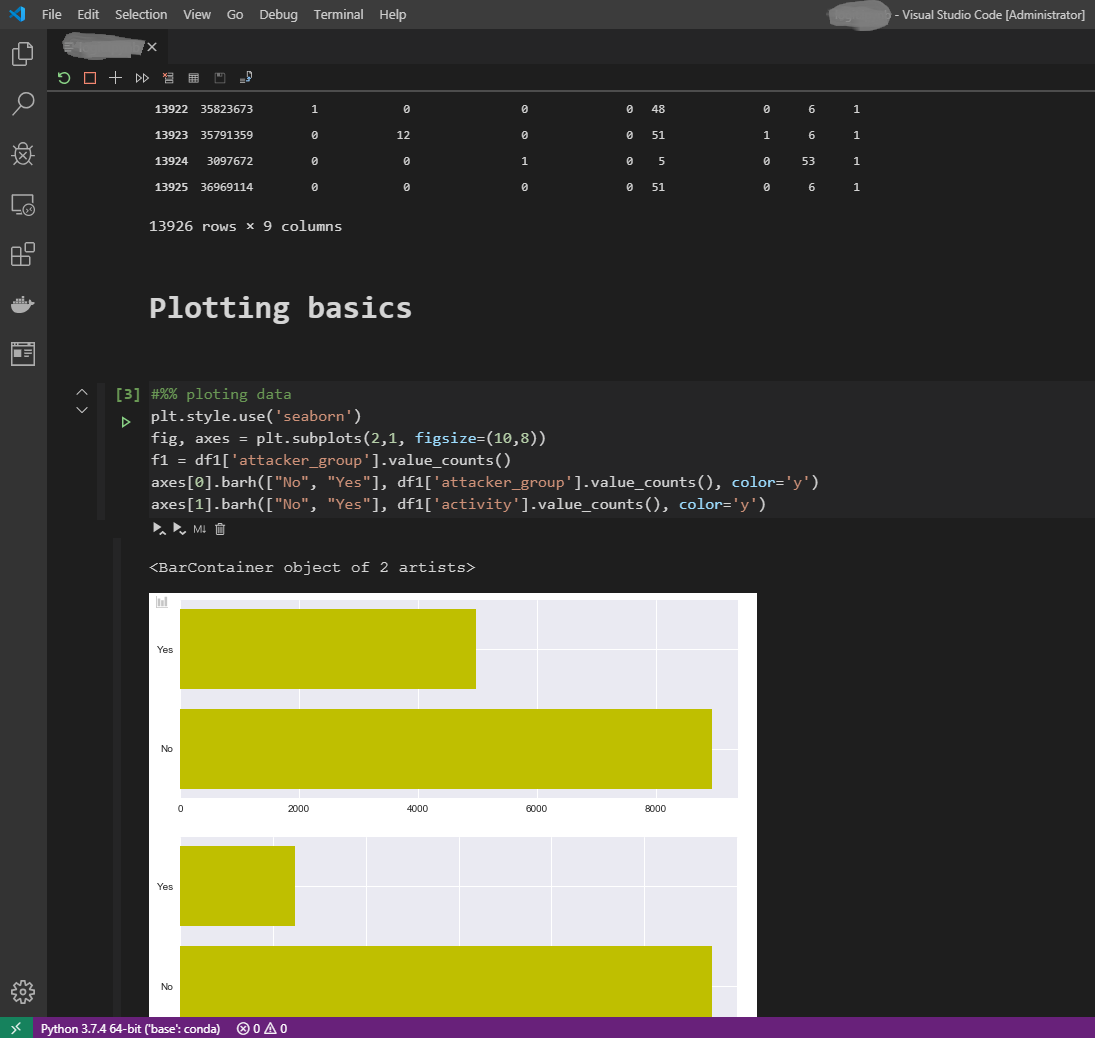 File Edit Selection View Go Debug Terminal Help - Visual Studio Code [Administrator]
13922 35823673 1 0 0 0 48 0 6 1
13923 35791359 0 12 0 0 51 1 6 1
13924 3097672 0 0 1 0 5 0 53 1
13925 36969114 0 0 0 0 51 0 6 1
13926 rows × 9 columns
Plotting basics
[3] #%% ploting data
plt.style.use('seaborn')
fig, axes = plt.subplots(2,1, figsize=(10,8))
f1 = df1['attacker_group'].value_counts()
axes[0].barh(["No", "Yes"], df1['attacker_group'].value_counts(), color='y')
axes[1].barh(["No", "Yes"], df1['activity'].value_counts(), color='y')
M↓
<BarContainer object of 2 artists>
Yes
No
0 2000 4000 6000 8000
Yes
No
Python 3.7.4 64-bit ('base': conda) 0 0